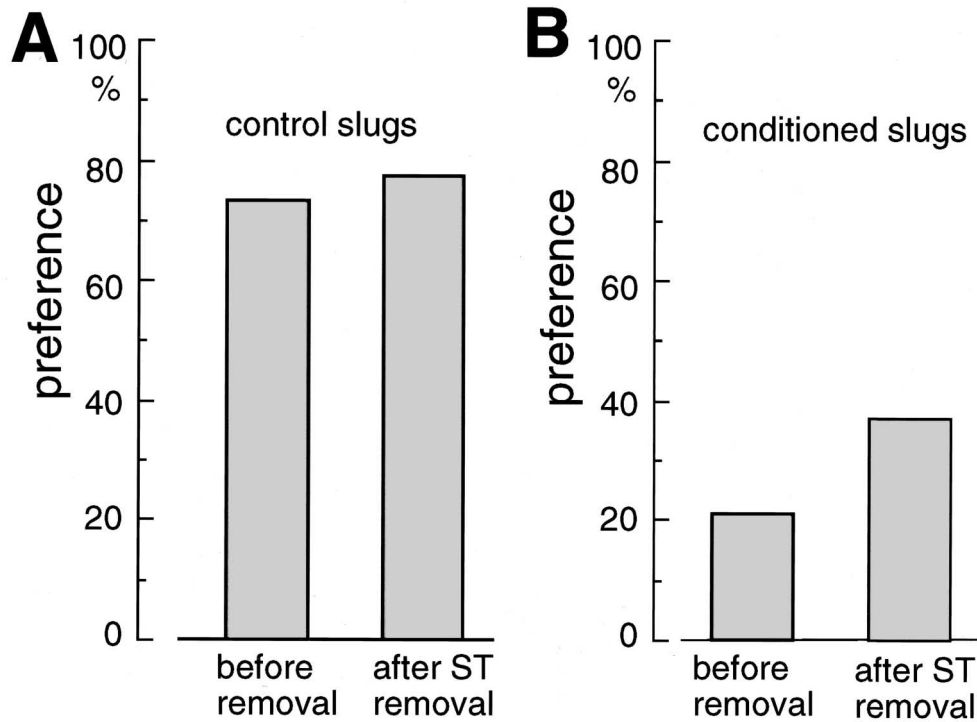 A
100
%
control slugs
80
60
40
20
0
preference
before
removal
after ST
removal
B
100
%
conditioned slugs
80
60
40
20
0
preference
before
removal
after ST
removal